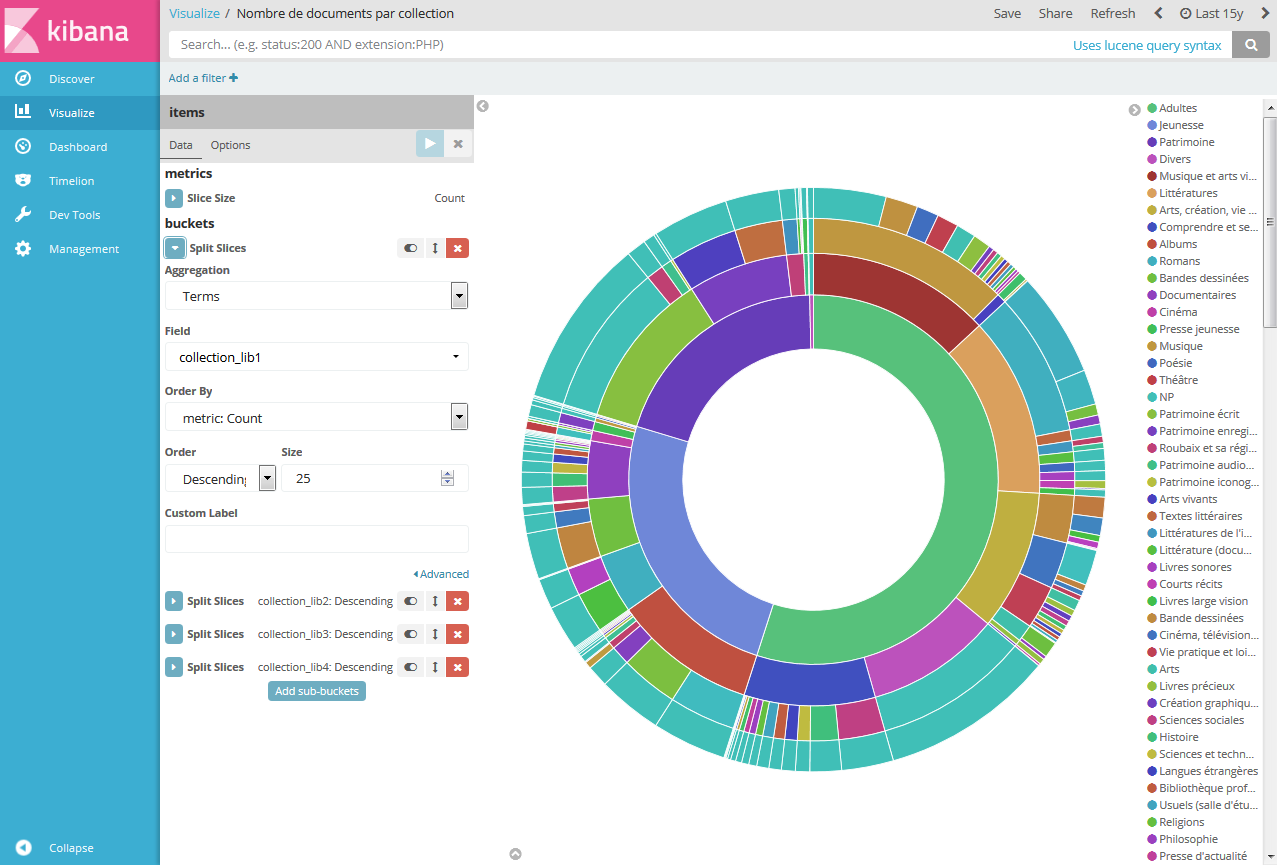 kibana
Discover
Visualize
Dashboard
Timelion
Dev Tools
Management
Collapse
Visualize / Nombre de documents par collection
Save Share Refresh Last 15y
Search... (e.g. status:200 AND extension:PHP)
Uses lucene query syntax
Add a filter
items
Data Options
metrics
Slice Size Count
buckets
Split Slices
Aggregation
Terms
Field
collection_lib1
Order By
metric: Count
Order Size
Descending 25
Custom Label
Advanced
Split Slices collection_lib2: Descending
Split Slices collection_lib3: Descending
Split Slices collection_lib4: Descending
Add sub-buckets
Adultes
Jeunesse
Patrimoine
Divers
Musique et arts vi...
Littératures
Arts, création, vie ...
Comprendre et se...
Albums
Romans
Bandes dessinées
Documentaires
Cinéma
Presse jeunesse
Musique
Poésie
Théâtre
NP
Patrimoine écrit
Patrimoine enregi...
Roubaix et sa régi...
Patrimoine audio...
Patrimoine iconog...
Arts vivants
Textes littéraires
Littératures de l'i...
Littérature (docu...
Livres sonores
Courts récits
Livres large vision
Bande dessinées
Cinéma, télévision...
Vie pratique et loi...
Arts
Livres précieux
Création graphiqu...
Sciences sociales
Histoire
Sciences et techn...
Langues étrangères
Bibliothèque prof...
Usuels (salle d'étu...
Religions
Philosophie
Presse d'actualité